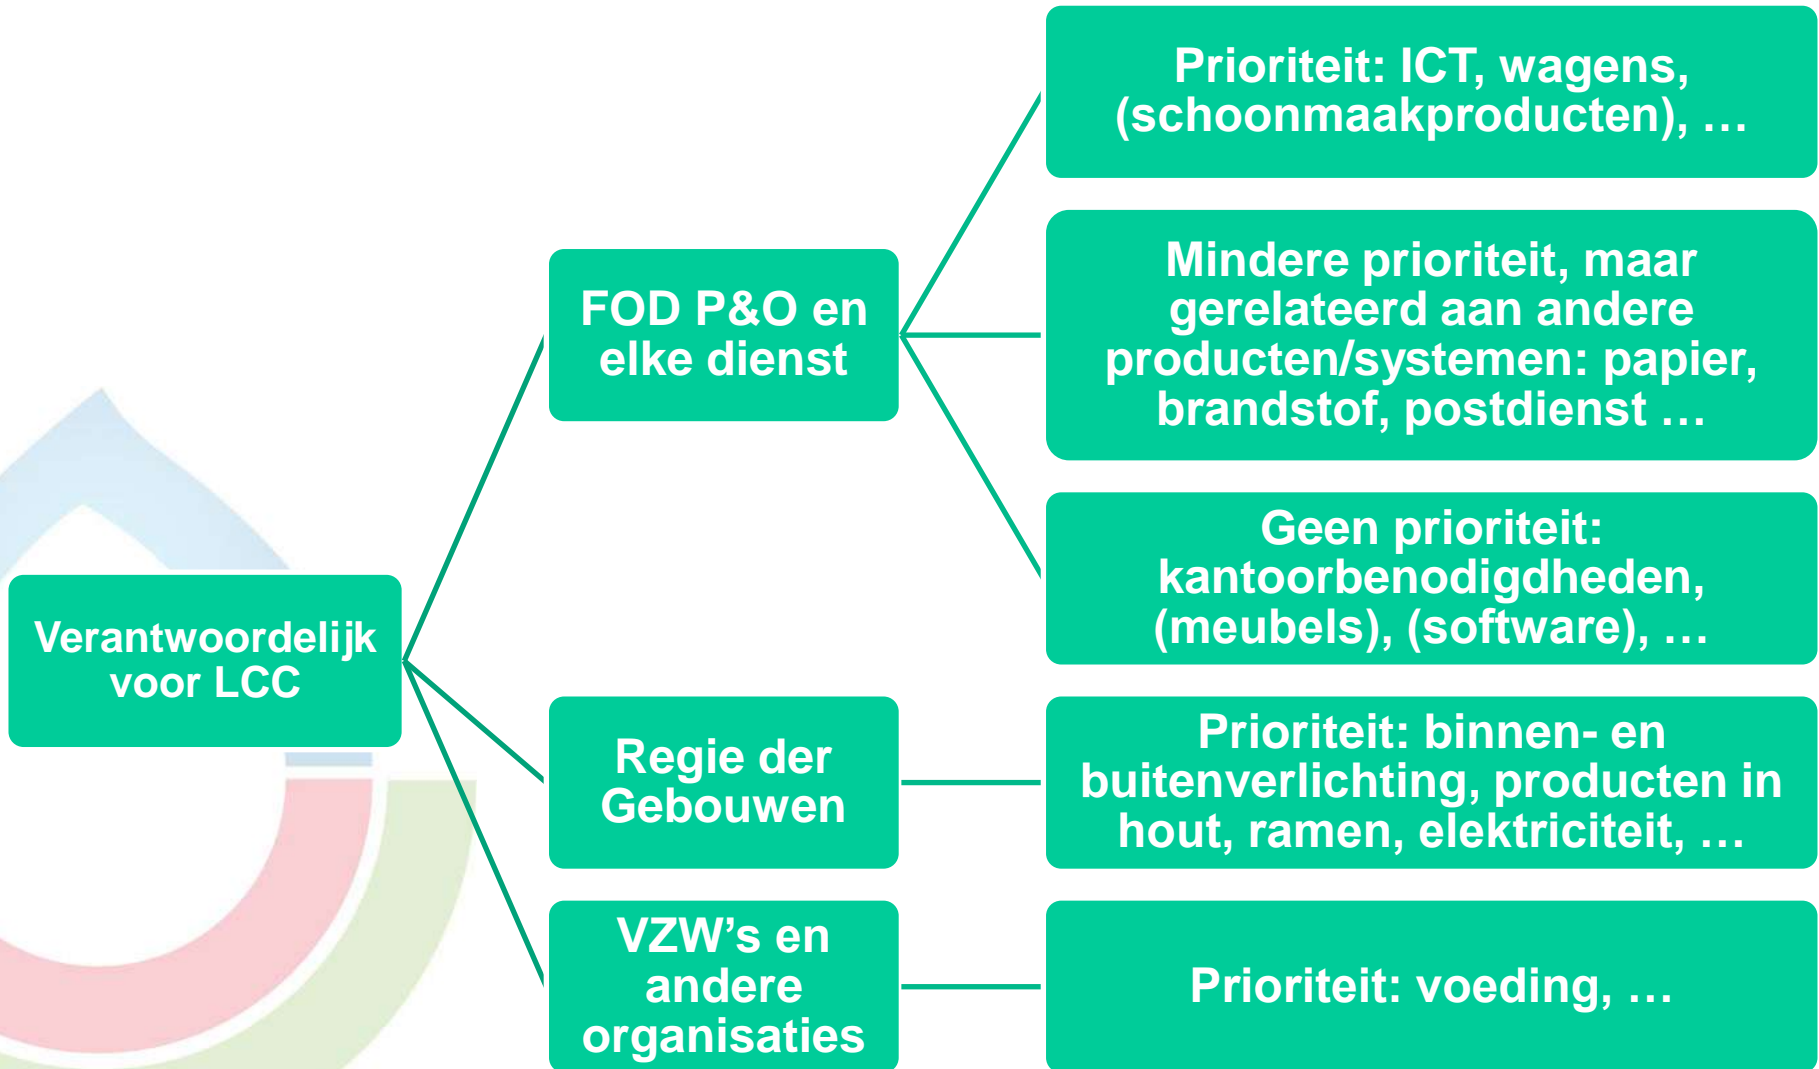 Verantwoordelijk
voor LCC
FOD P&O en
elke dienst
Prioriteit: ICT, wagens,
(schoonmaakproducten), …
Mindere prioriteit, maar
gerelateerd aan andere
producten/systemen: papier,
brandstof, postdienst …
Geen prioriteit:
kantoorbenodigdheden,
(meubels), (software), …
Regie der
Gebouwen
Prioriteit: binnen- en
buitenverlichting, producten in
hout, ramen, elektriciteit, …
VZW’s en
andere
organisaties
Prioriteit: voeding, …